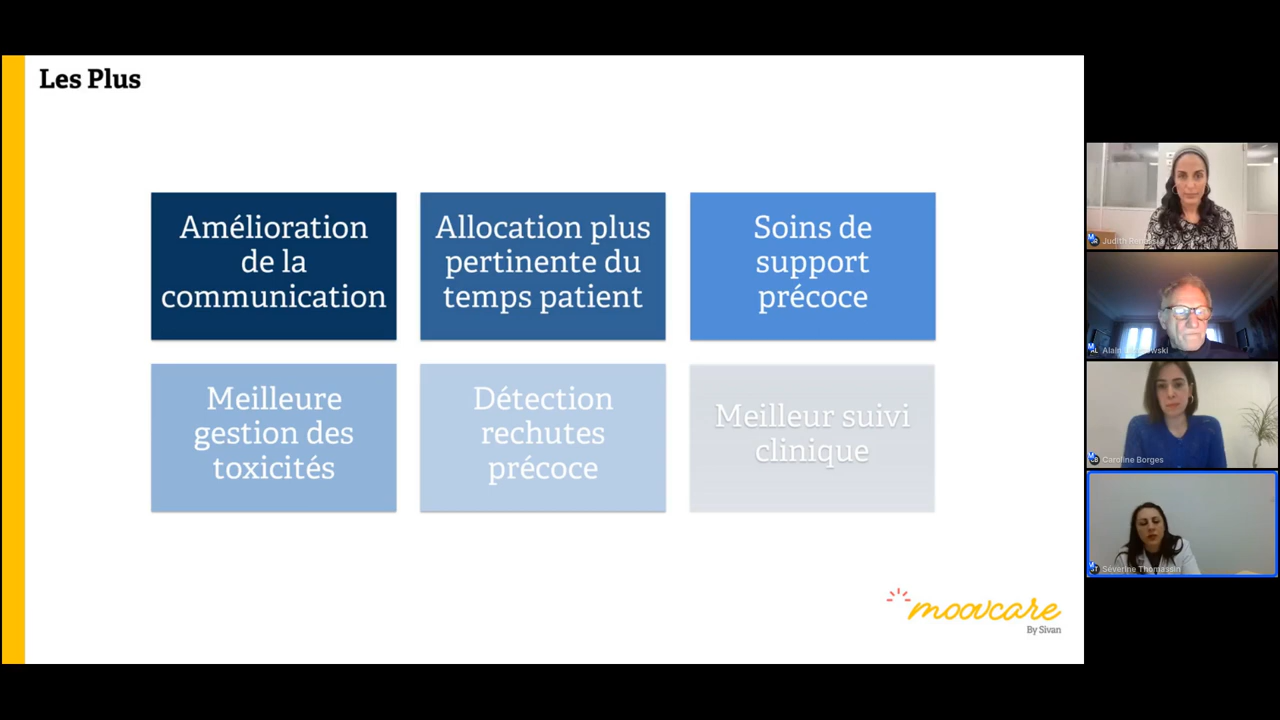 Les Plus
Amélioration
de la
communication
Allocation plus
pertinente du
temps patient
Soins de
support
précoce
Meilleure
gestion des
toxicités
Détection
rechutes
précoce
Meilleur suivi
clinique
moovcare
By Sivan
Judith
Alain
Caroline Borges
Séverine Thomassin